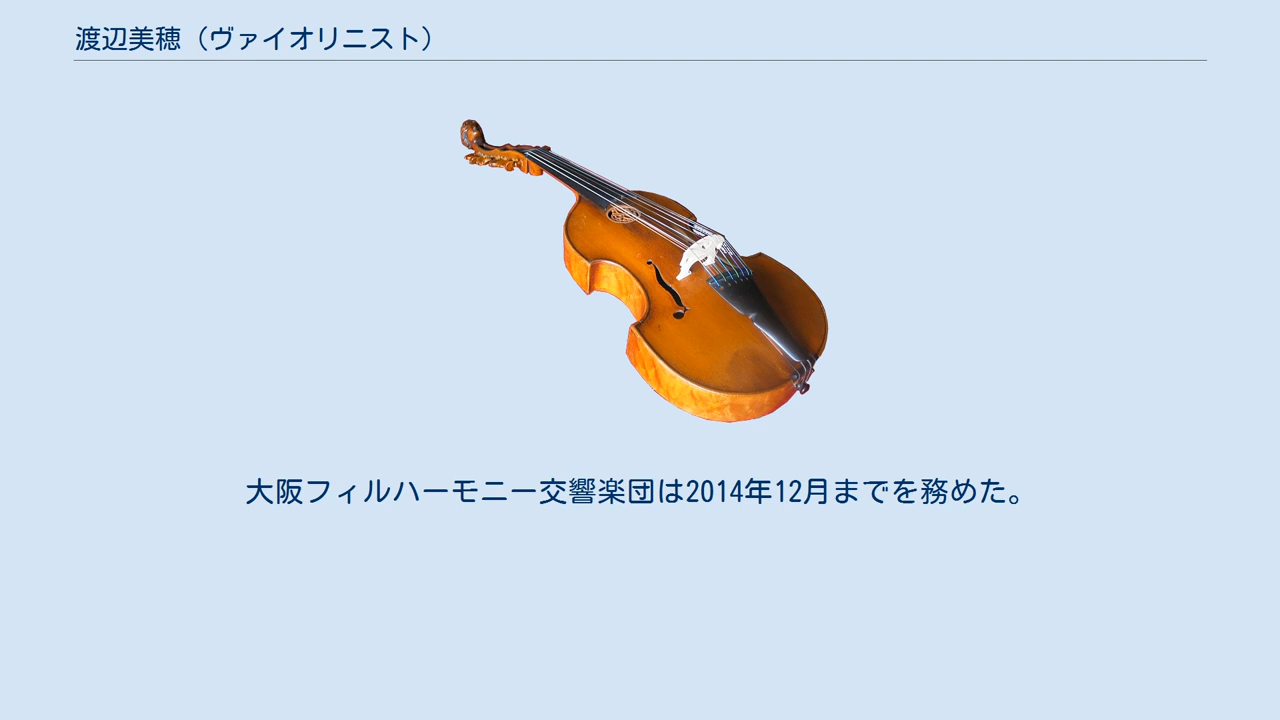 渡辺美穂（ヴァイオリニスト）
大阪フィルハーモニー交響楽団は2014年12月までを務めた。